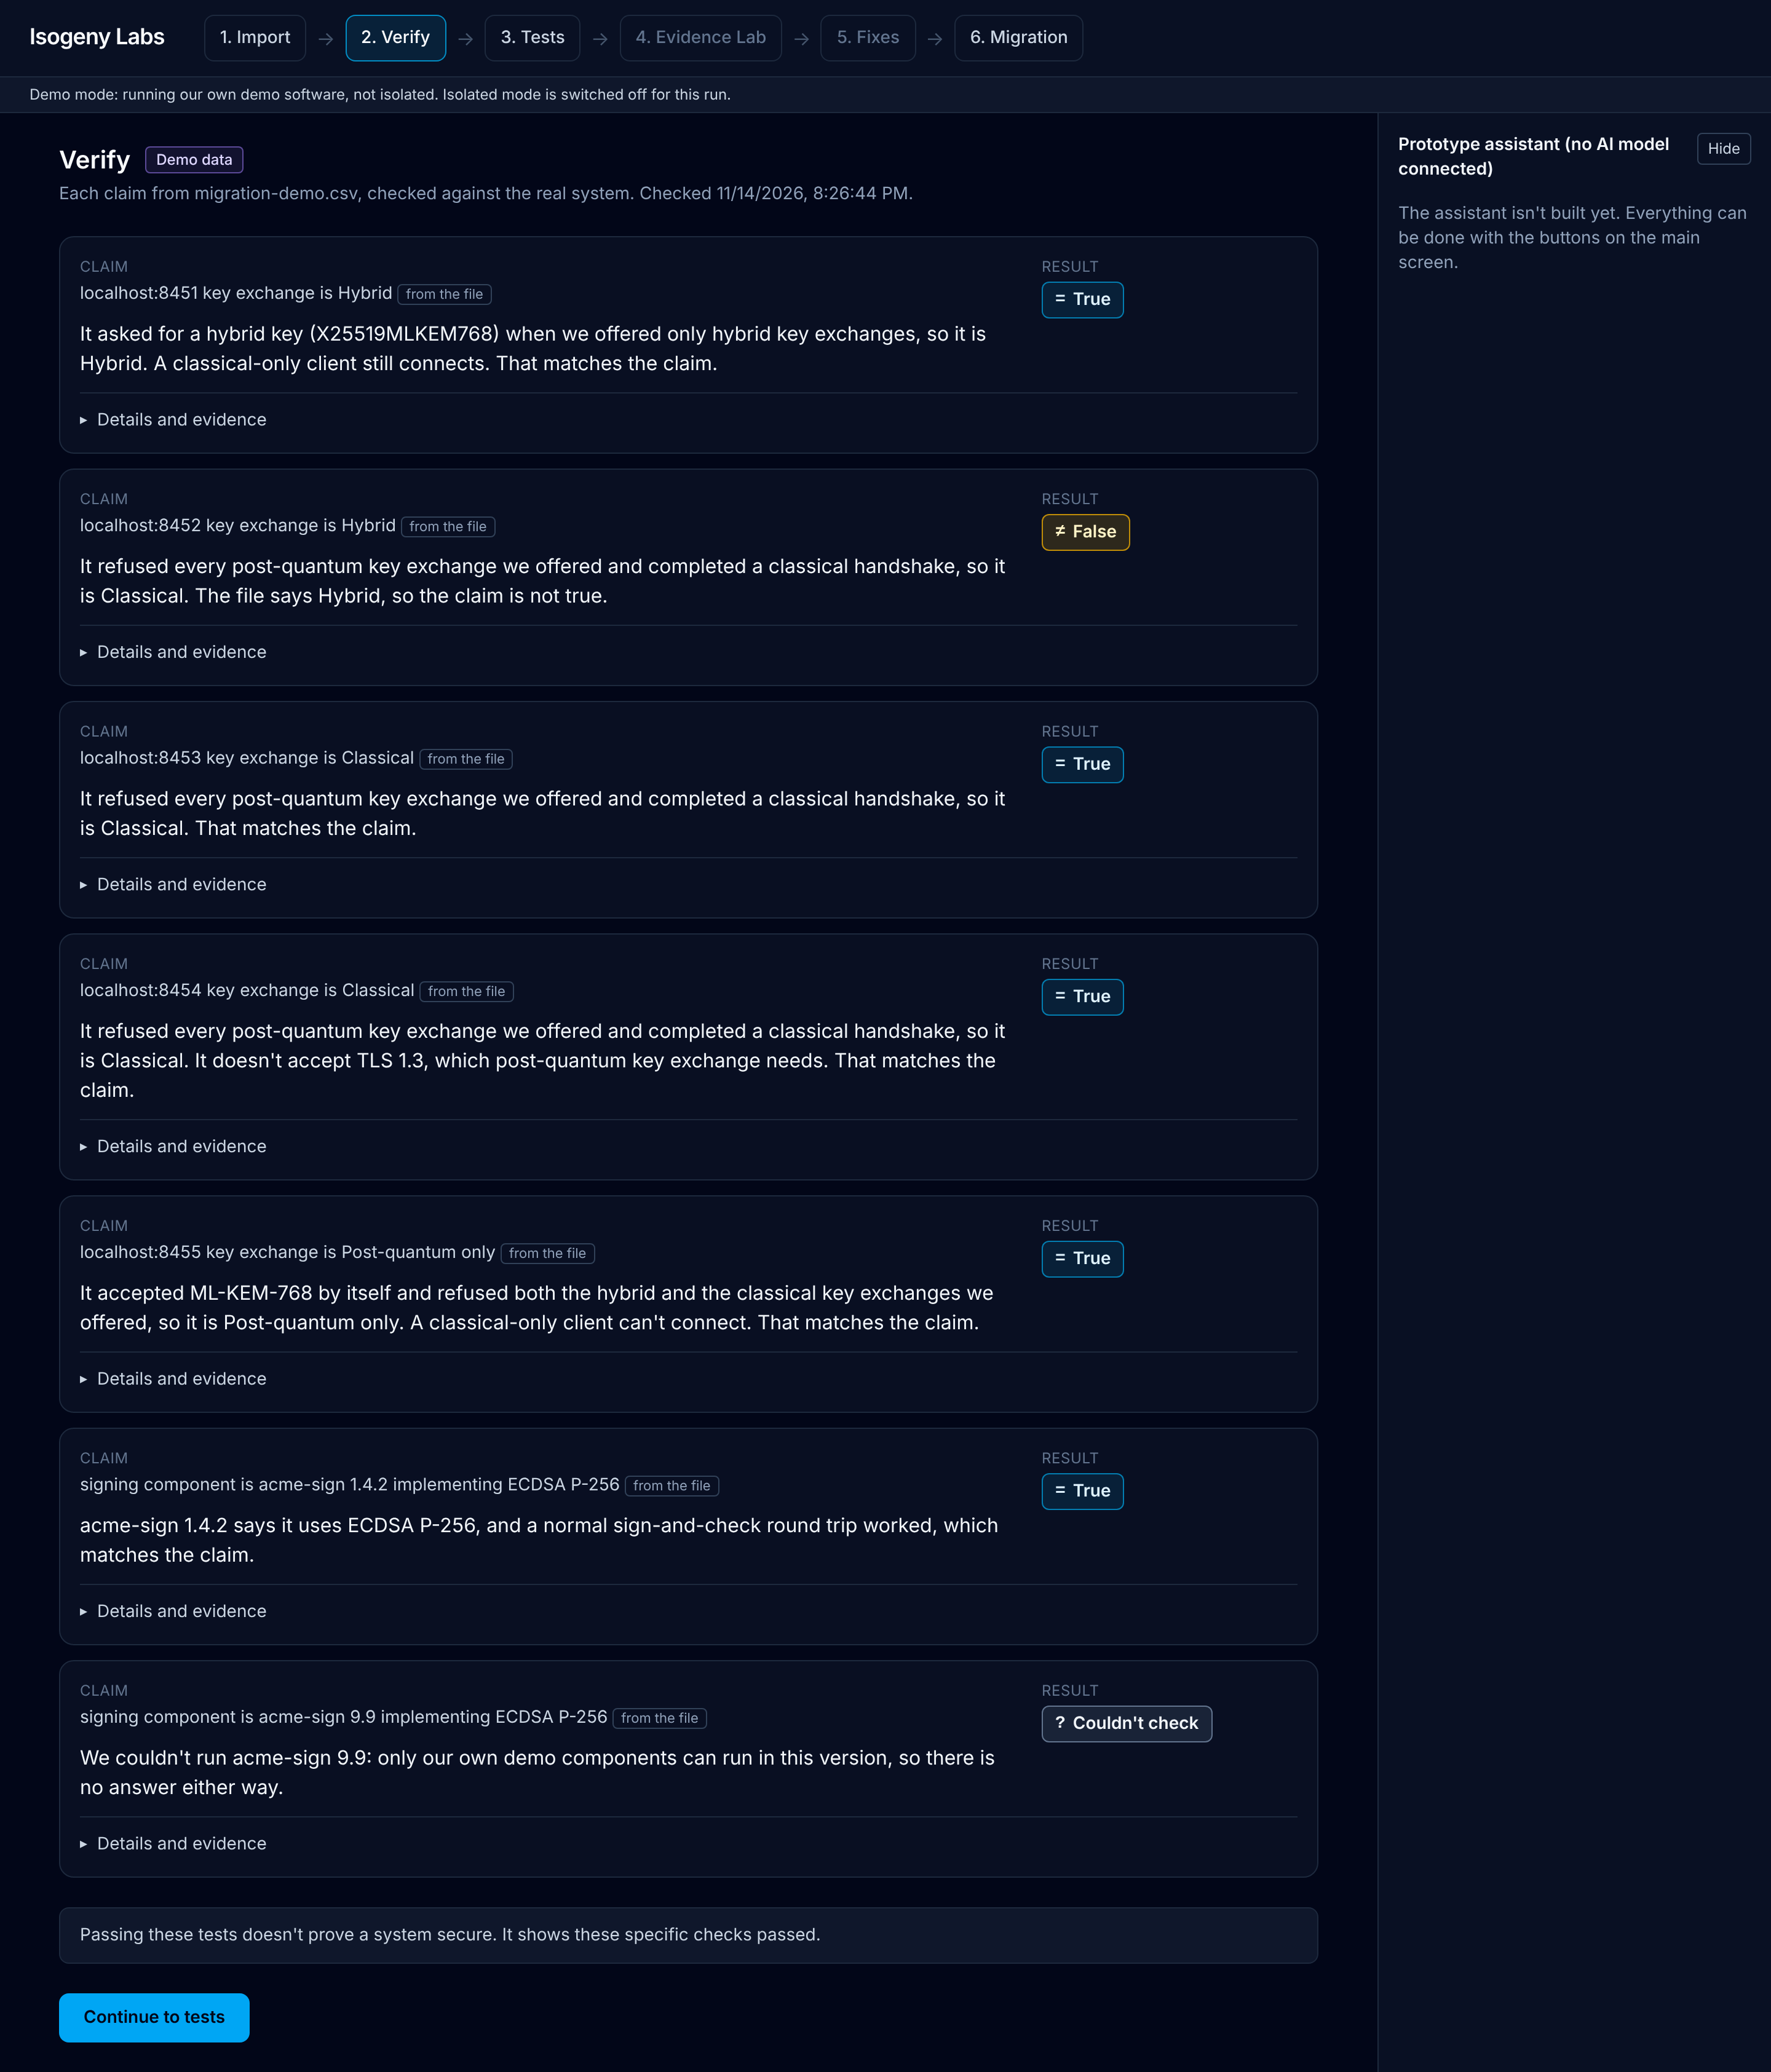 Isogeny Labs
1. Import → 2. Verify → 3. Tests → 4. Evidence Lab → 5. Fixes → 6. Migration
Demo mode: running our own demo software, not isolated. Isolated mode is switched off for this run.
Verify Demo data
Each claim from migration-demo.csv, checked against the real system. Checked 11/14/2026, 8:26:44 PM.
CLAIM
localhost:8451 key exchange is Hybrid from the file
It asked for a hybrid key (X25519MLKEM768) when we offered only hybrid key exchanges, so it is
Hybrid. A classical-only client still connects. That matches the claim.
RESULT
= True
▸ Details and evidence
CLAIM
localhost:8452 key exchange is Hybrid from the file
It refused every post-quantum key exchange we offered and completed a classical handshake, so it
is Classical. The file says Hybrid, so the claim is not true.
RESULT
≠ False
▸ Details and evidence
CLAIM
localhost:8453 key exchange is Classical from the file
It refused every post-quantum key exchange we offered and completed a classical handshake, so it
is Classical. That matches the claim.
RESULT
= True
▸ Details and evidence
CLAIM
localhost:8454 key exchange is Classical from the file
It refused every post-quantum key exchange we offered and completed a classical handshake, so it
is Classical. It doesn't accept TLS 1.3, which post-quantum key exchange needs. That matches the
claim.
RESULT
= True
▸ Details and evidence
CLAIM
localhost:8455 key exchange is Post-quantum only from the file
It accepted ML-KEM-768 by itself and refused both the hybrid and the classical key exchanges we
offered, so it is Post-quantum only. A classical-only client can't connect. That matches the claim.
RESULT
= True
▸ Details and evidence
CLAIM
signing component is acme-sign 1.4.2 implementing ECDSA P-256 from the file
acme-sign 1.4.2 says it uses ECDSA P-256, and a normal sign-and-check round trip worked, which
matches the claim.
RESULT
= True
▸ Details and evidence
CLAIM
signing component is acme-sign 9.9 implementing ECDSA P-256 from the file
We couldn't run acme-sign 9.9: only our own demo components can run in this version, so there is
no answer either way.
RESULT
? Couldn't check
▸ Details and evidence
Passing these tests doesn't prove a system secure. It shows these specific checks passed.
Continue to tests
Prototype assistant (no AI model
connected)
Hide
The assistant isn't built yet. Everything can
be done with the buttons on the main
screen.